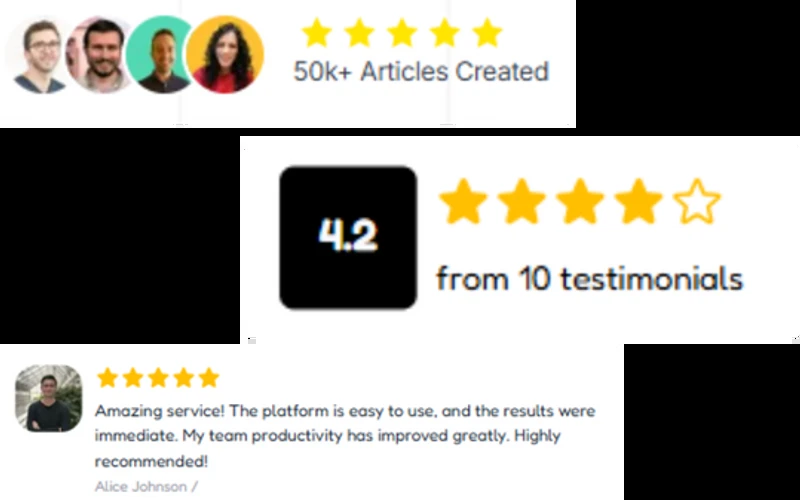 50k+ Articles Created
4.2
from 10 testimonials
Amazing service! The platform is easy to use, and the results were
immediate. My team productivity has improved greatly. Highly
recommended!
Alice Johnson /